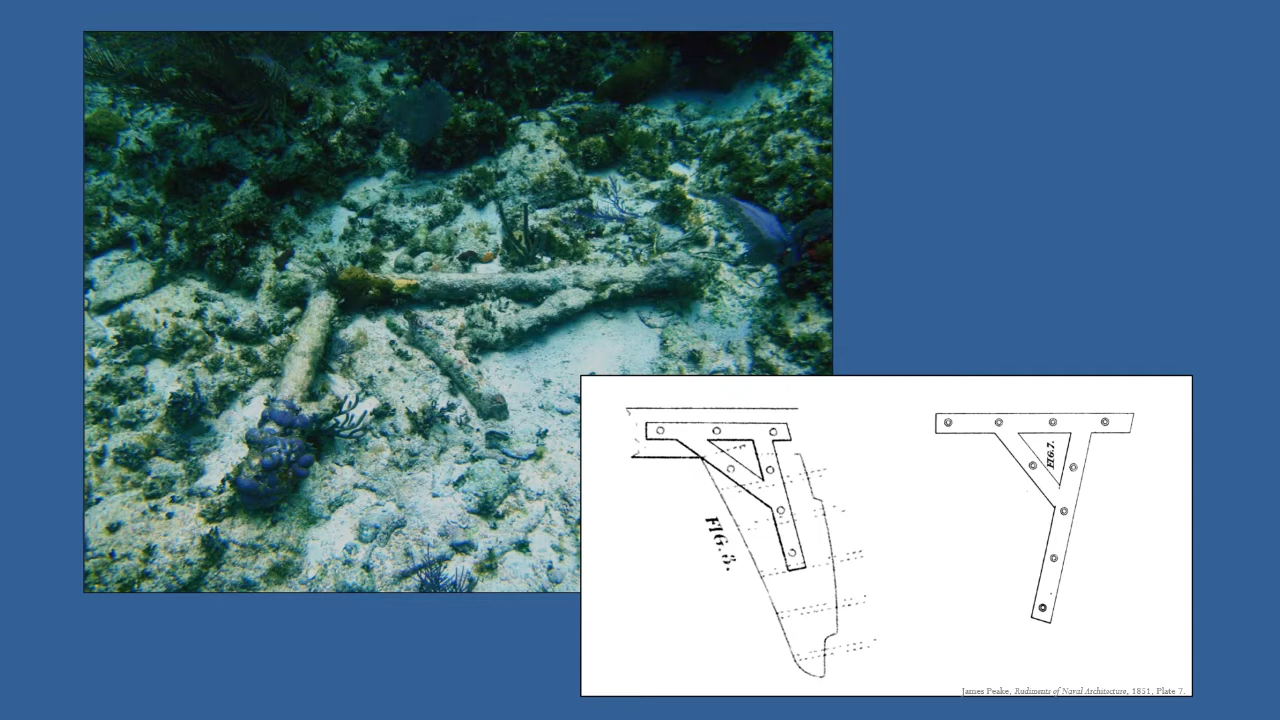 FIG. 8.
FIG.7.
James Peake, Rudiments of Naval Architecture, 1851, Plate 7.